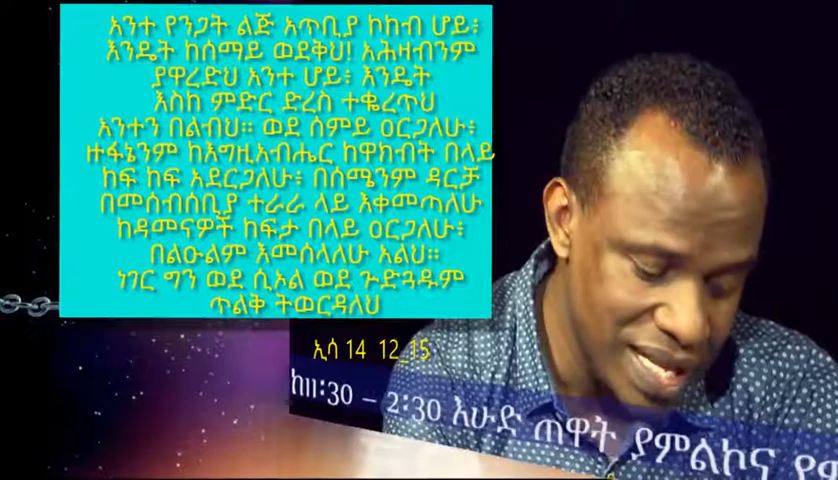 አንተ የንጋት ልጅ አጥቢያ ኮከብ ሆይ፥
እንዴት ከሰማይ ወደቅህ! አሕዛብንም
ያዋረድህ አንተ ሆይ፥ እንዴት
እስከ ምድር ድረስ ተቈረጥህ
አንተን በልብህ። ወደ ሰምይ ዐርጋለሁ፥
ዙፋኔንም ከእግዚአብሔር ከዋክብት በላይ
ከፍ ከፍ አደርጋለሁ፥ በሰሜንም ዳርቻ
በመሰብሰቢያ ተራራ ላይ እቀመጣለሁ
ከዳመናዎች ከፍታ በላይ ዐርጋለሁ፥
በልዑልም እመሰላለሁ አልህ።
ነገር ግን ወደ ሲኦል ወደ ጕድጓዱም
ጥልቅ ትወርዳለህ
ኢሳ 14 12_15
ከ11:30 – 2:30 እሁድ ጠዋት ያምልኮና